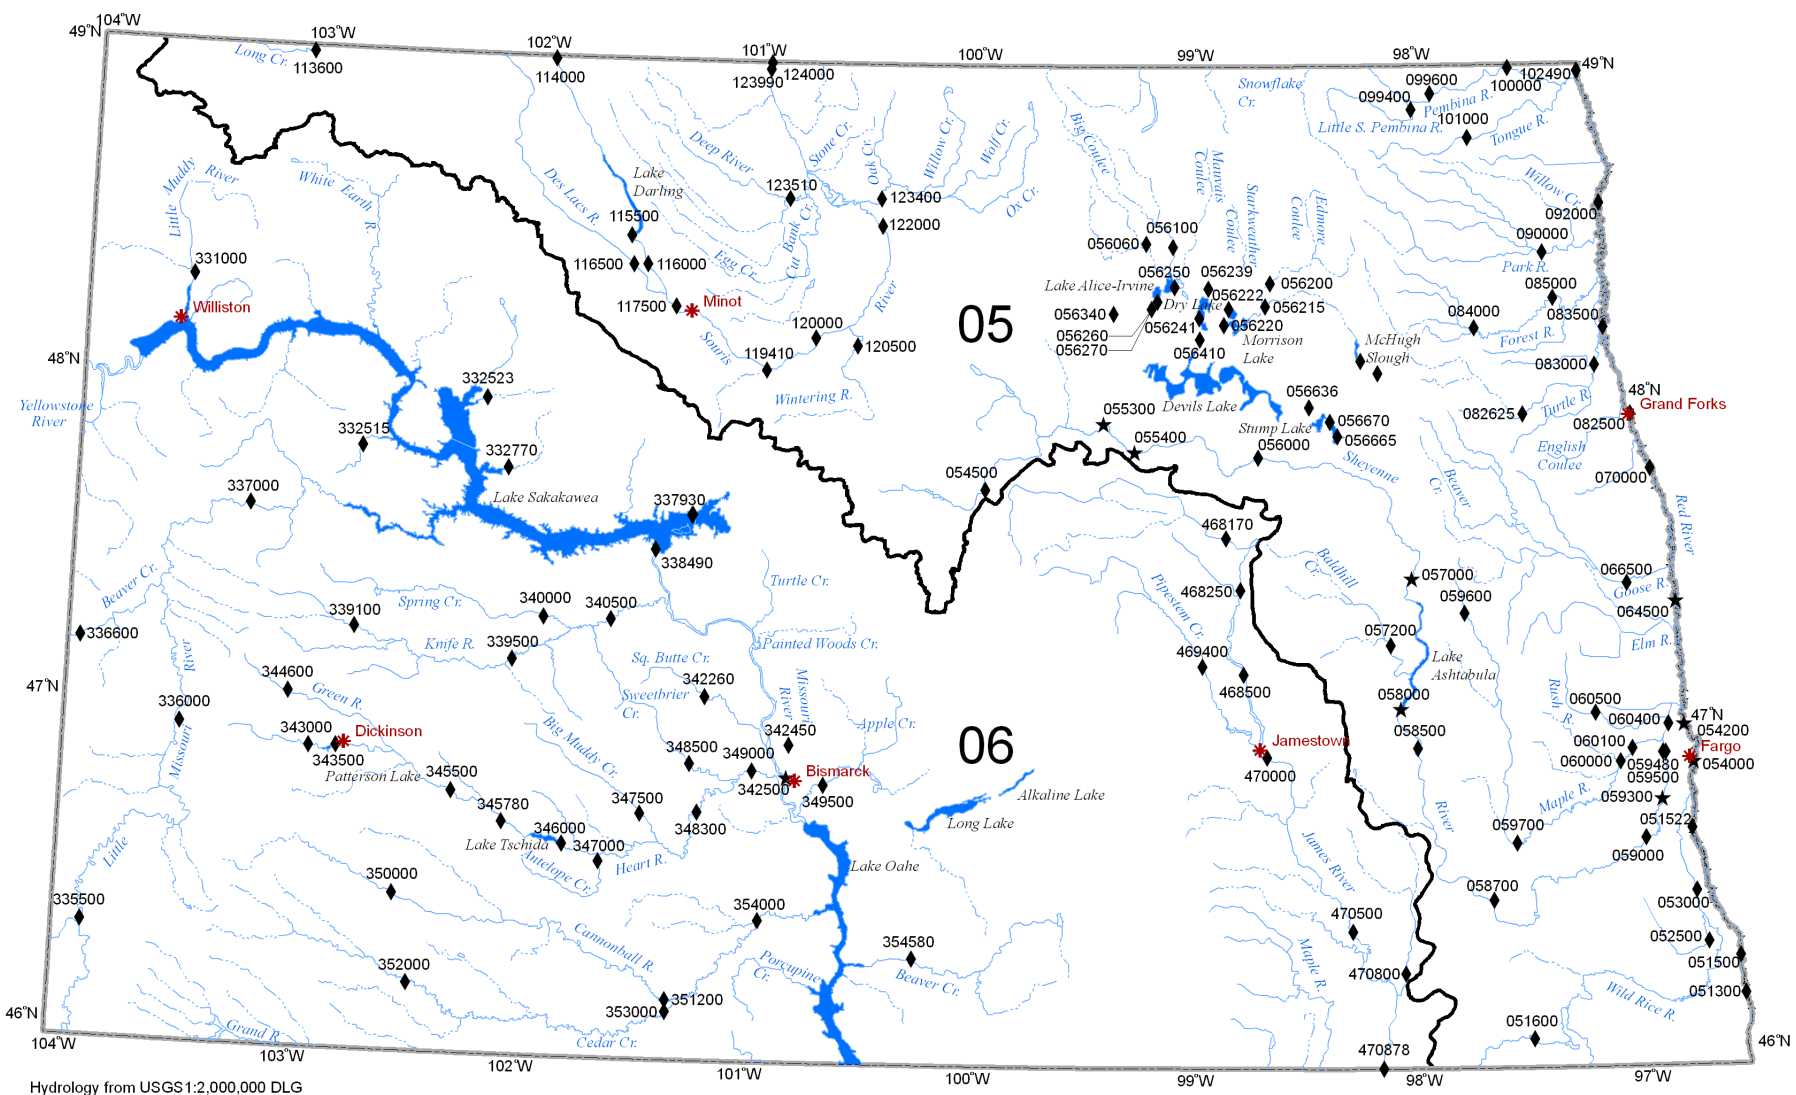 104°W
49°N
103°W
102°W
101°W
100°W
99°W
98°W
49°N
Long Cr.
113600
114000
124000
123990
Snowflake
Cr.
099600
099400
100000
102490
Pembina R.
Little S. Pembina R.
101000
Tongue R.
Deep River
Stone Cr.
Oak Cr.
Willow Cr.
Wolf Cr.
Ox Cr.
Big Coulee
Mauvais
Coulee
Starkweather
Coulee
Edmore
Coulee
Willow Cr.
092000
Little
Muddy
River
White Earth R.
Des Lacs R.
Lake
Darling
115500
123510
123400
122000
Cut Bank Cr.
Egg Cr.
116500
116000
331000
Williston
117500
Minot
Souris
River
120000
120500
119410
Wintering R.
05
056060
056100
056250
056239
056200
Lake Alice-Irvine
Dry Lake
056222
056215
056340
056241
056220
056260
056270
056410
Morrison
Lake
McHugh
Slough
090000
Park R.
085000
084000
083500
Forest R.
083000
48°N
48°N
Grand Forks
082500
082625
Turtle R.
English
Coulee
070000
Yellowstone
River
332523
332515
332770
337000
Lake Sakakawea
337930
338490
Devils Lake
Stump Lake
056636
056670
056665
056000
055300
055400
054500
Sheyenne
Beaver
Cr.
Red River
468170
Baldhill
Cr.
057000
059600
066500
Goose R.
064500
Beaver Cr.
336600
339100
Spring Cr.
340000
340500
Turtle Cr.
Knife R.
339500
Painted Woods Cr.
Sq. Butte Cr.
342260
Sweetbrier
Cr.
Missouri
River
468250
Pipestem Cr.
469400
468500
057200
Lake
Ashtabula
058000
058500
Elm R.
Rush
R.
060500
060400
47°N
47°N
054200
Fargo
060100
060000
059480
059500
054000
059300
Maple R.
River
River
344600
Green R.
336000
Missouri
343000
343500
Dickinson
Patterson Lake
Big Muddy Cr.
345500
345780
346000
Lake Tschida
347000
347500
Antelope Cr.
Heart R.
348500
348300
349000
342450
342500
Bismarck
349500
Apple Cr.
06
Alkaline Lake
Long Lake
Lake Oahe
Jamestown
470000
James River
059700
051522
059000
Little
335500
350000
352000
Cannonball R.
354000
351200
353000
Cedar Cr.
Grand R.
Porcupine
Cr.
354580
Beaver Cr.
470500
Maple R.
470800
058700
053000
052500
051500
051300
Wild Rice R.
051600
470878
46°N
46°N
104°W
103°W
102°W
101°W
100°W
99°W
98°W
97°W
Hydrology from USGS1:2,000,000 DLG